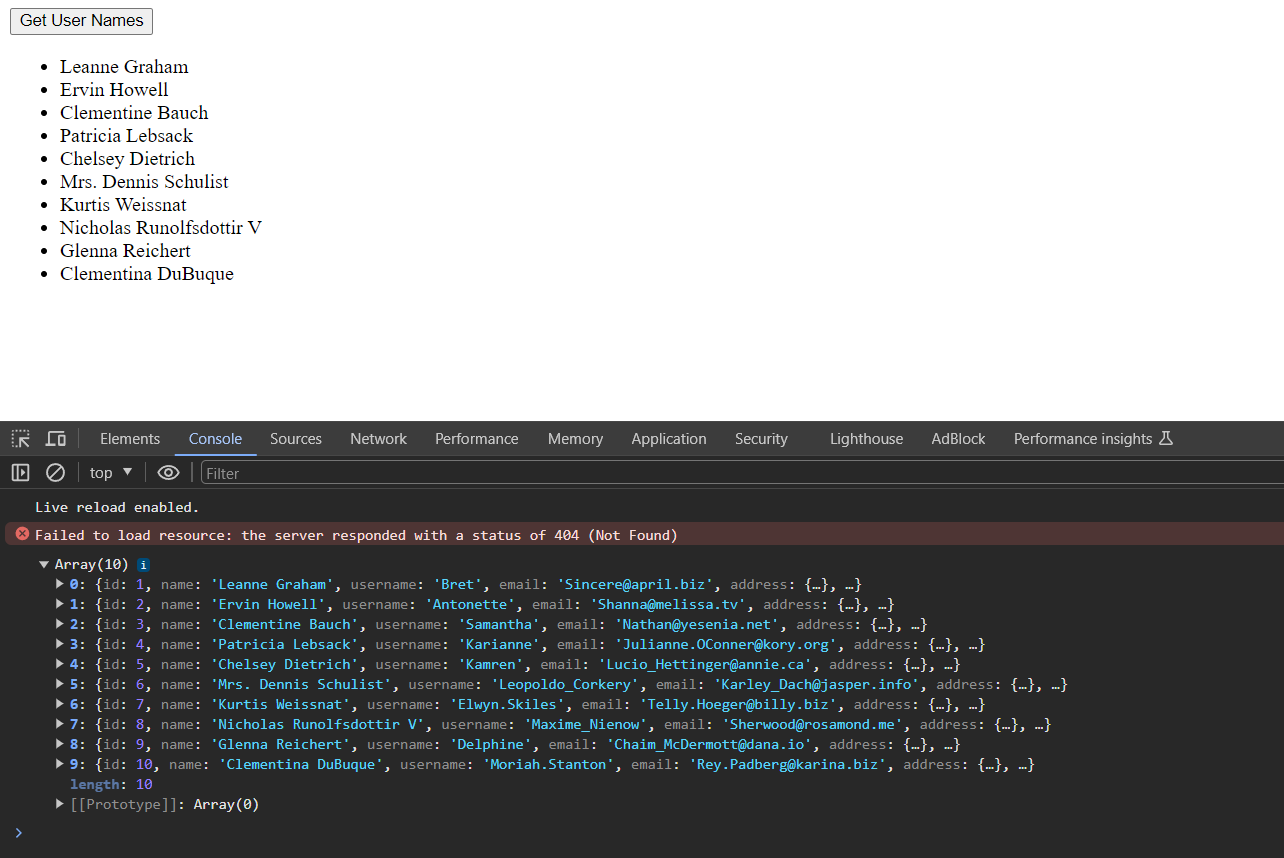 Get User Names
• Leanne Graham
• Ervin Howell
• Clementine Bauch
• Patricia Lebsack
• Chelsey Dietrich
• Mrs. Dennis Schulist
• Kurtis Weissnat
• Nicholas Runolfsdottir V
• Glenna Reichert
• Clementina DuBuque
Elements Console Sources Network Performance Memory Application Security Lighthouse AdBlock Performance insights
top ▼ Filter
Live reload enabled.
Failed to load resource: the server responded with a status of 404 (Not Found)
▼ Array(10) i
▶ 0: {id: 1, name: 'Leanne Graham', username: 'Bret', email: 'Sincere@april.biz', address: {…}, …}
▶ 1: {id: 2, name: 'Ervin Howell', username: 'Antonette', email: 'Shanna@melissa.tv', address: {…}, …}
▶ 2: {id: 3, name: 'Clementine Bauch', username: 'Samantha', email: 'Nathan@yesenia.net', address: {…}, …}
▶ 3: {id: 4, name: 'Patricia Lebsack', username: 'Karianne', email: 'Julianne.OConner@kory.org', address: {…}, …}
▶ 4: {id: 5, name: 'Chelsey Dietrich', username: 'Kamren', email: 'Lucio_Hettinger@annie.ca', address: {…}, …}
▶ 5: {id: 6, name: 'Mrs. Dennis Schulist', username: 'Leopoldo_Corkery', email: 'Karley_Dach@jasper.info', address: {…}, …}
▶ 6: {id: 7, name: 'Kurtis Weissnat', username: 'Elwyn.Skiles', email: 'Telly.Hoeger@billy.biz', address: {…}, …}
▶ 7: {id: 8, name: 'Nicholas Runolfsdottir V', username: 'Maxime_Nienow', email: 'Sherwood@rosamond.me', address: {…}, …}
▶ 8: {id: 9, name: 'Glenna Reichert', username: 'Delphine', email: 'Chaim_McDermott@dana.io', address: {…}, …}
▶ 9: {id: 10, name: 'Clementina DuBuque', username: 'Moriah.Stanton', email: 'Rey.Padberg@karina.biz', address: {…}, …}
length: 10
▶ [[Prototype]]: Array(0)